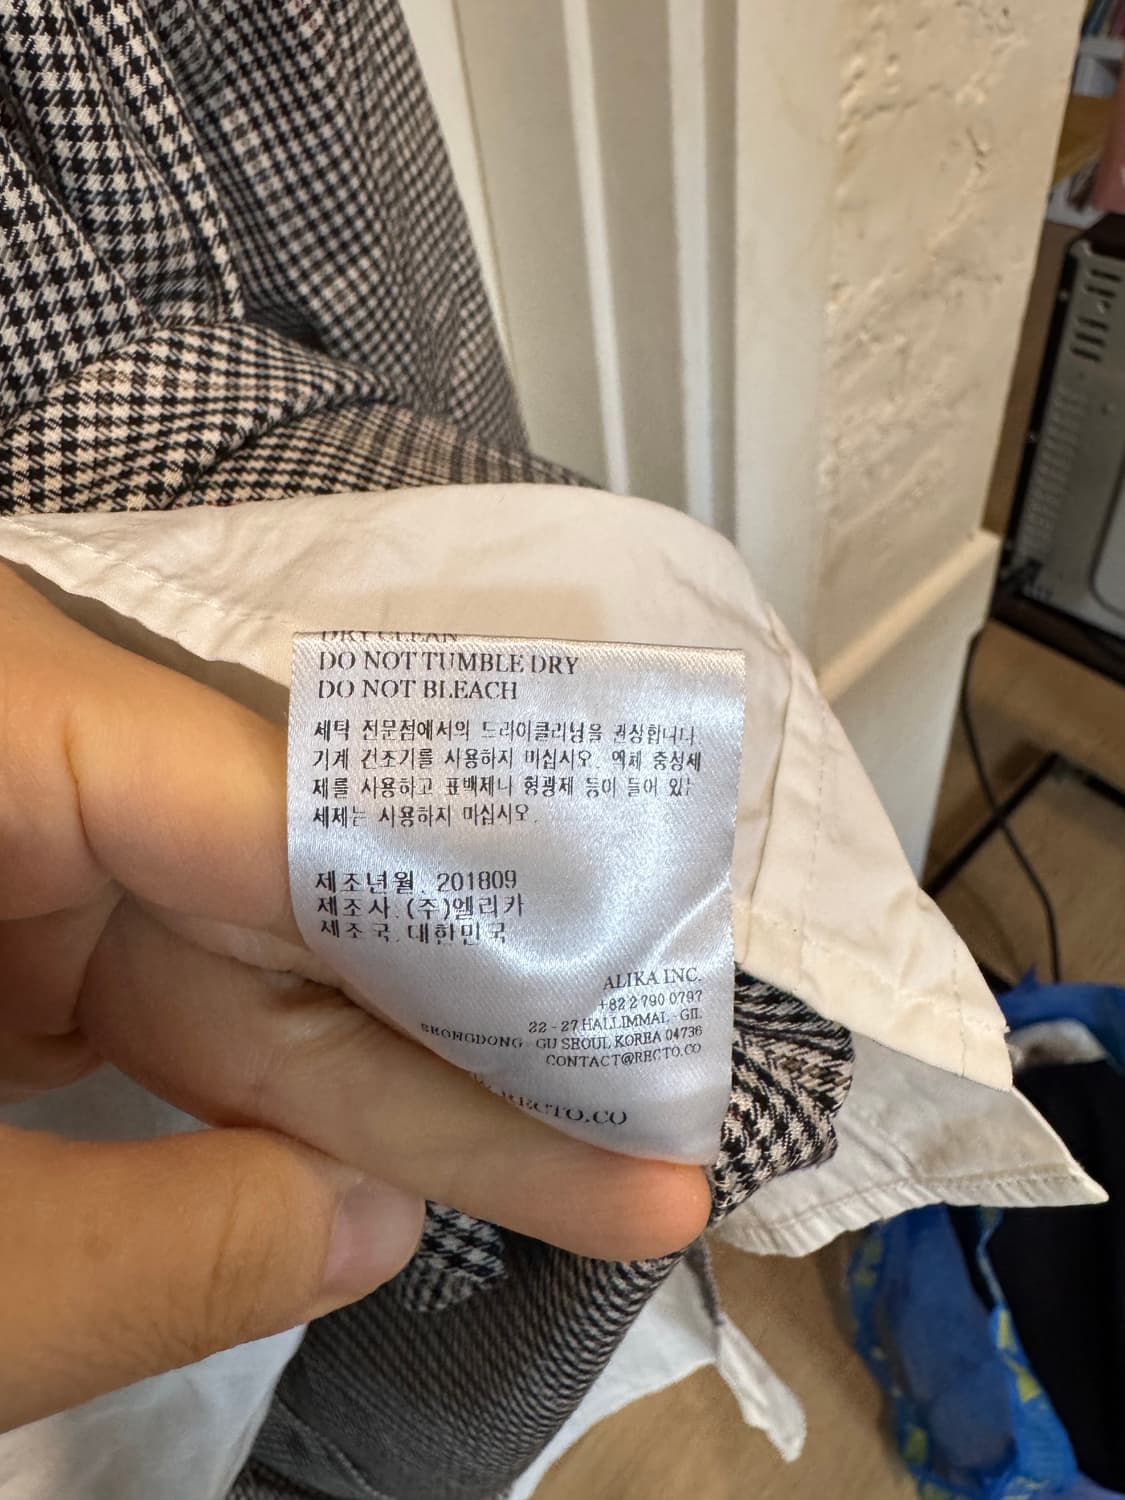 DRY CLEAN
DO NOT TUMBLE DRY
DO NOT BLEACH
세탁 전문점에서의 드라이클리닝을 권상합니다
기계 건조기를 사용하지 마십시오. 액체 중성세
제를 사용하고 표백제나 형광제 등이 들어 있는
세제는 사용하지 마십시오.
제조년월. 201809
제조사.(주)엘리카
제조국.대한민국
ALIKA INC.
+82 2 790 0797
22 - 27 HALLIMMAL - GIL
SEONGDONG - GU SEOUL KOREA 04736
CONTACT@RECTO.CO
RECTO.CO